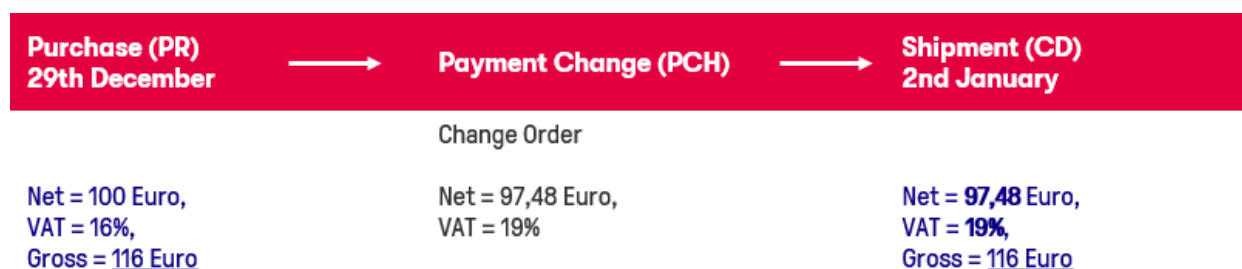 Purchase (PR)
29th December
Payment Change (PCH)
Shipment (CD)
2nd January
Change Order
Net = 100 Euro,
VAT = 16%,
Gross = 116 Euro
Net = 97,48 Euro,
VAT = 19%
Net = 97,48 Euro,
VAT = 19%,
Gross = 116 Euro